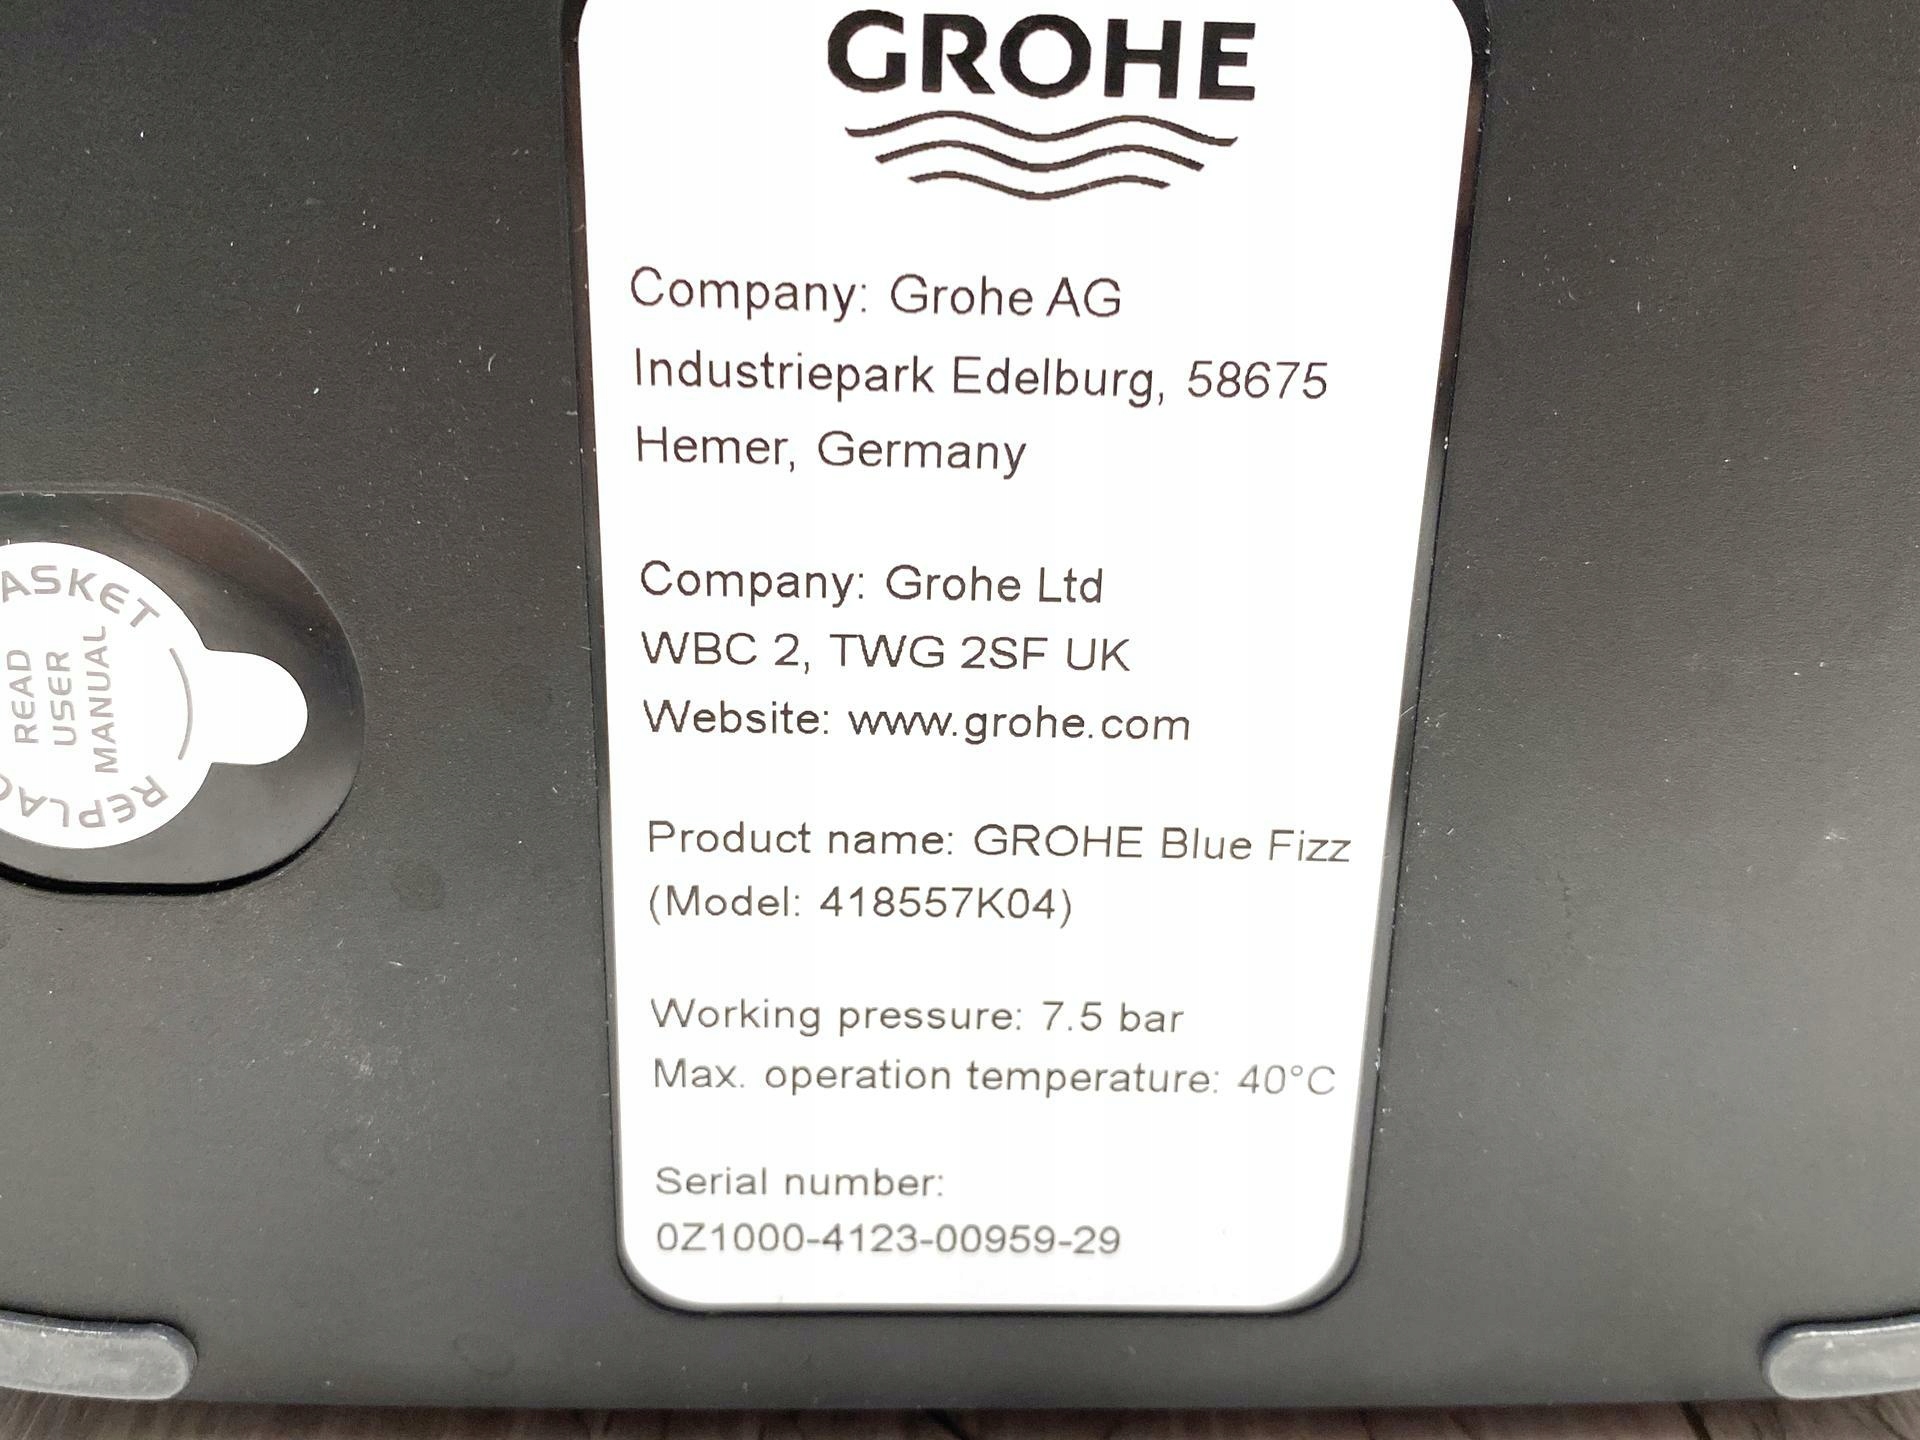 GROHE
Company: Grohe AG
Industriepark Edelburg, 58675
Hemer, Germany
Company: Grohe Ltd
WBC 2, TWG 2SF UK
Website: www.grohe.com
Product name: GROHE Blue Fizz
(Model: 418557K04)
Working pressure: 7.5 bar
Max. operation temperature: 40°C
Serial number:
0Z1000-4123-00959-29
ASKET
READ
USER
MANUAL
REPLAC